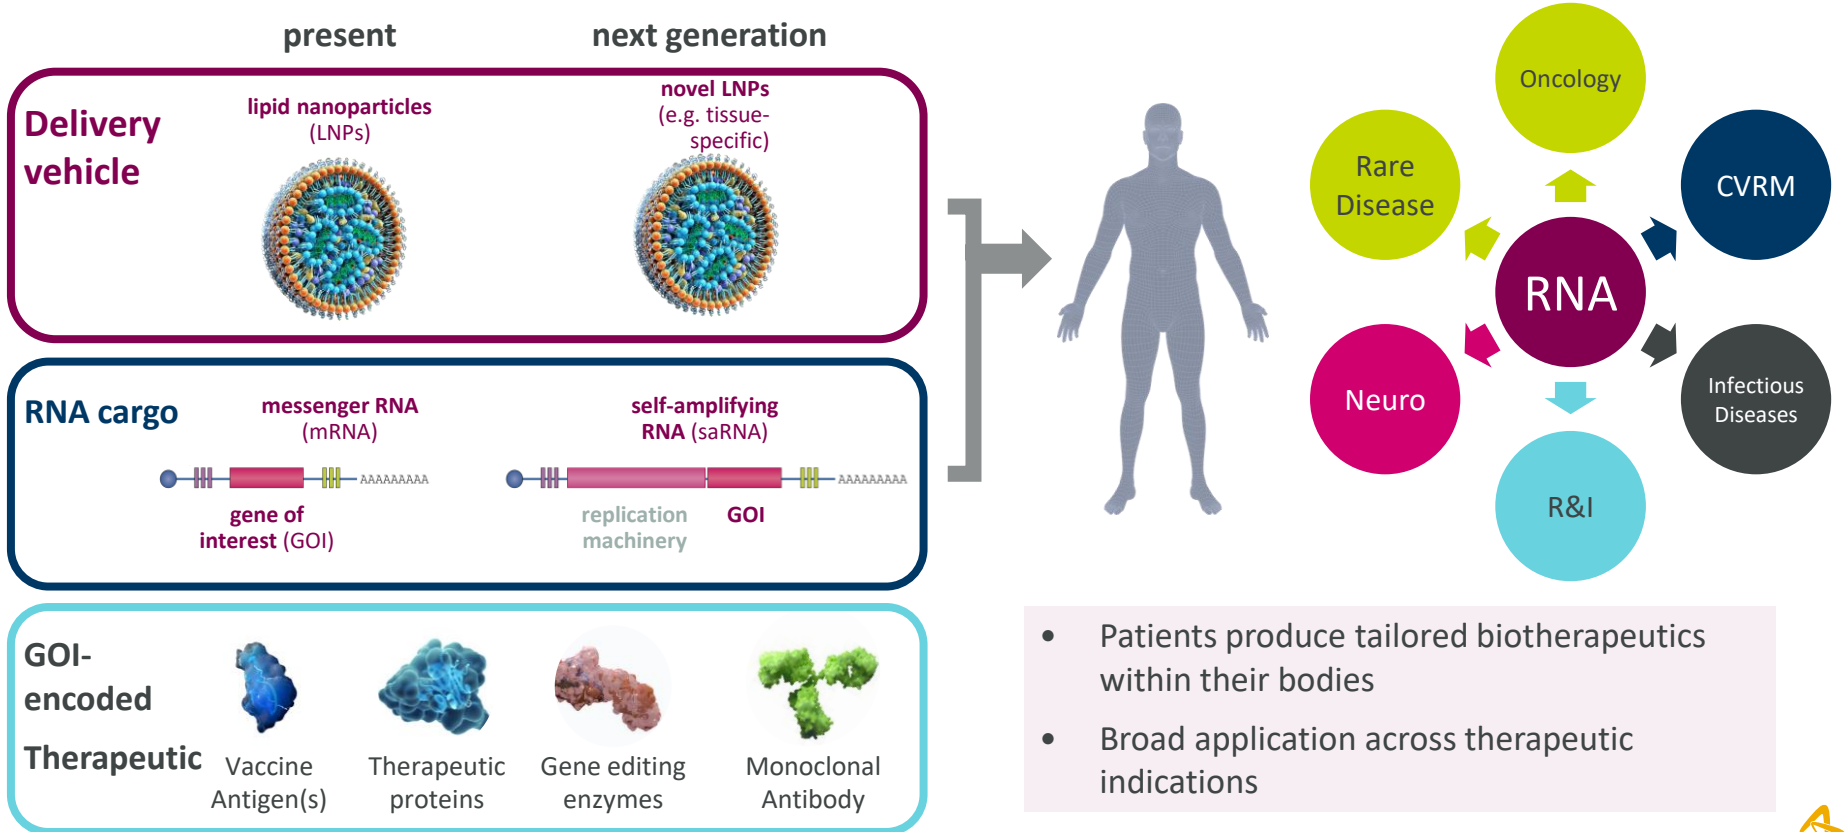 present
next generation
Delivery
vehicle
lipid nanoparticles
(LNPs)
novel LNPs
(e.g. tissue-
specific)
RNA cargo
messenger RNA
(mRNA)
self-amplifying
RNA (saRNA)
AAAAAAAAA
AAAAAAAAA
gene of
interest (GOI)
replication
machinery
GOI
GOI-
encoded
Therapeutic
Vaccine
Antigen(s)
Therapeutic
proteins
Gene editing
enzymes
Monoclonal
Antibody
Oncology
Rare
Disease
CVRM
RNA
Neuro
Infectious
Diseases
R&I
• Patients produce tailored biotherapeutics
within their bodies
• Broad application across therapeutic
indications